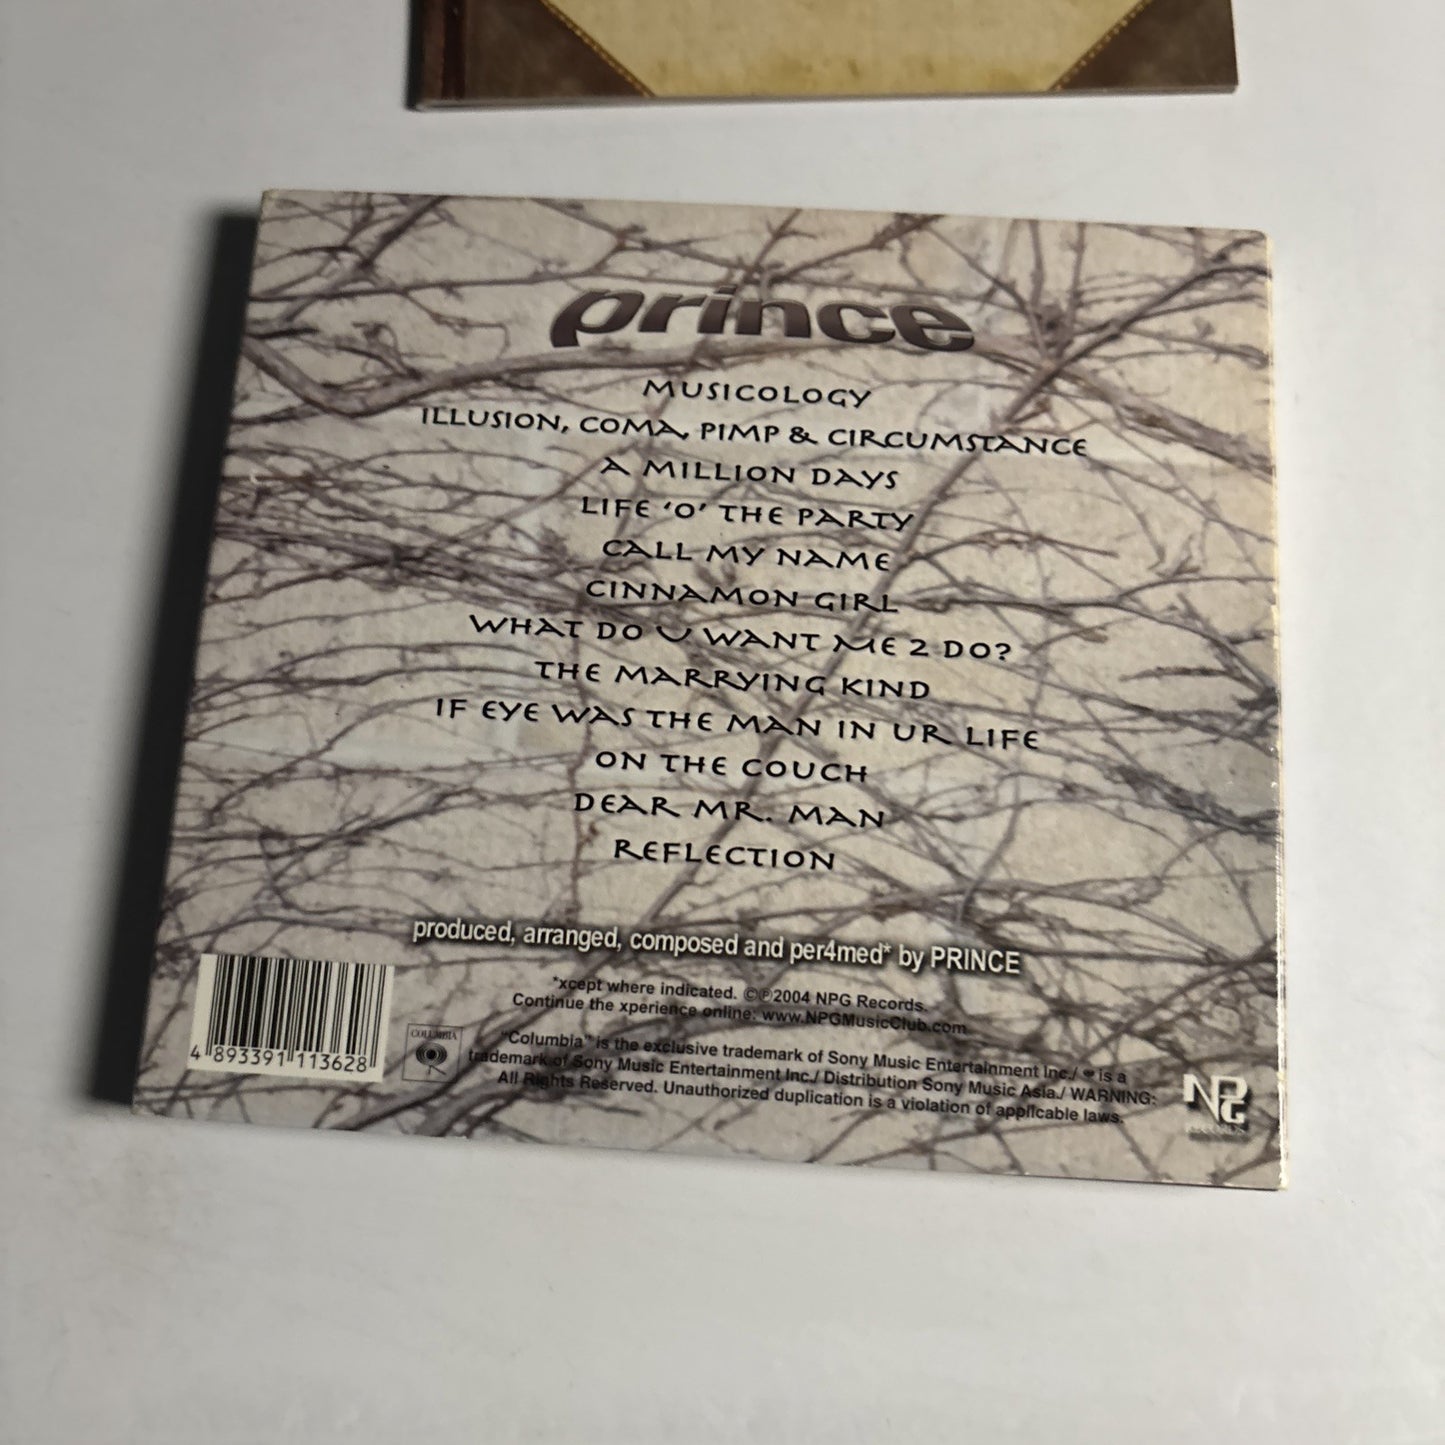 prince
MUSICOLOGY
ILLUSION, COMA, PIMP & CIRCUMSTANCE
A MILLION DAYS
LIFE 'O' THE PARTY
CALL MY NAME
CINNAMON GIRL
WHAT DO U WANT ME 2 DO?
THE MARRYING KIND
IF EYE WAS THE MAN IN UR LIFE
ON THE COUCH
DEAR MR. MAN
REFLECTION
produced, arranged, composed and per4med* by PRINCE
*xcept where indicated. ©℗2004 NPG Records.
Continue the xperience online: www.NPGMusicClub.com
"Columbia" is the exclusive trademark of Sony Music Entertainment Inc./ is a
trademark of Sony Music Entertainment Inc./ Distribution Sony Music Asia./ WARNING:
All Rights Reserved. Unauthorized duplication is a violation of applicable laws.
4 893391 113628
COLUMBIA
NPG